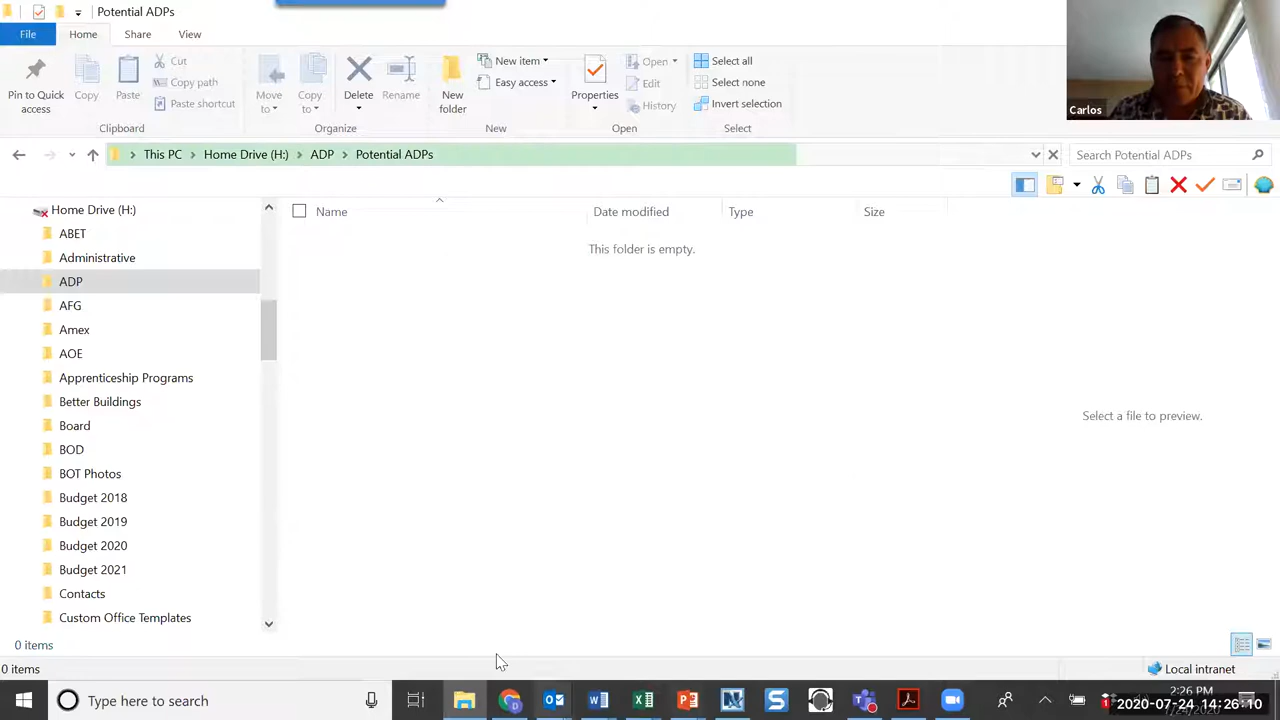 Potential ADPs
File Home Share View
Pin to Quick access
Copy
Paste
Cut
Copy path
Paste shortcut
Clipboard
Move to
Copy to
Delete
Rename
Organize
New folder
New item
Easy access
New
Properties
Open
Edit
History
Open
Select all
Select none
Invert selection
Select
Carlos
This PC Home Drive (H:) ADP Potential ADPs
Search Potential ADPs
Home Drive (H:)
ABET
Administrative
ADP
AFG
Amex
AOE
Apprenticeship Programs
Better Buildings
Board
BOD
BOT Photos
Budget 2018
Budget 2019
Budget 2020
Budget 2021
Contacts
Custom Office Templates
Name Date modified Type Size
This folder is empty.
Select a file to preview.
0 items
0 items
Local intranet
Type here to search
2:26 PM
2020-07-24 14:26:10